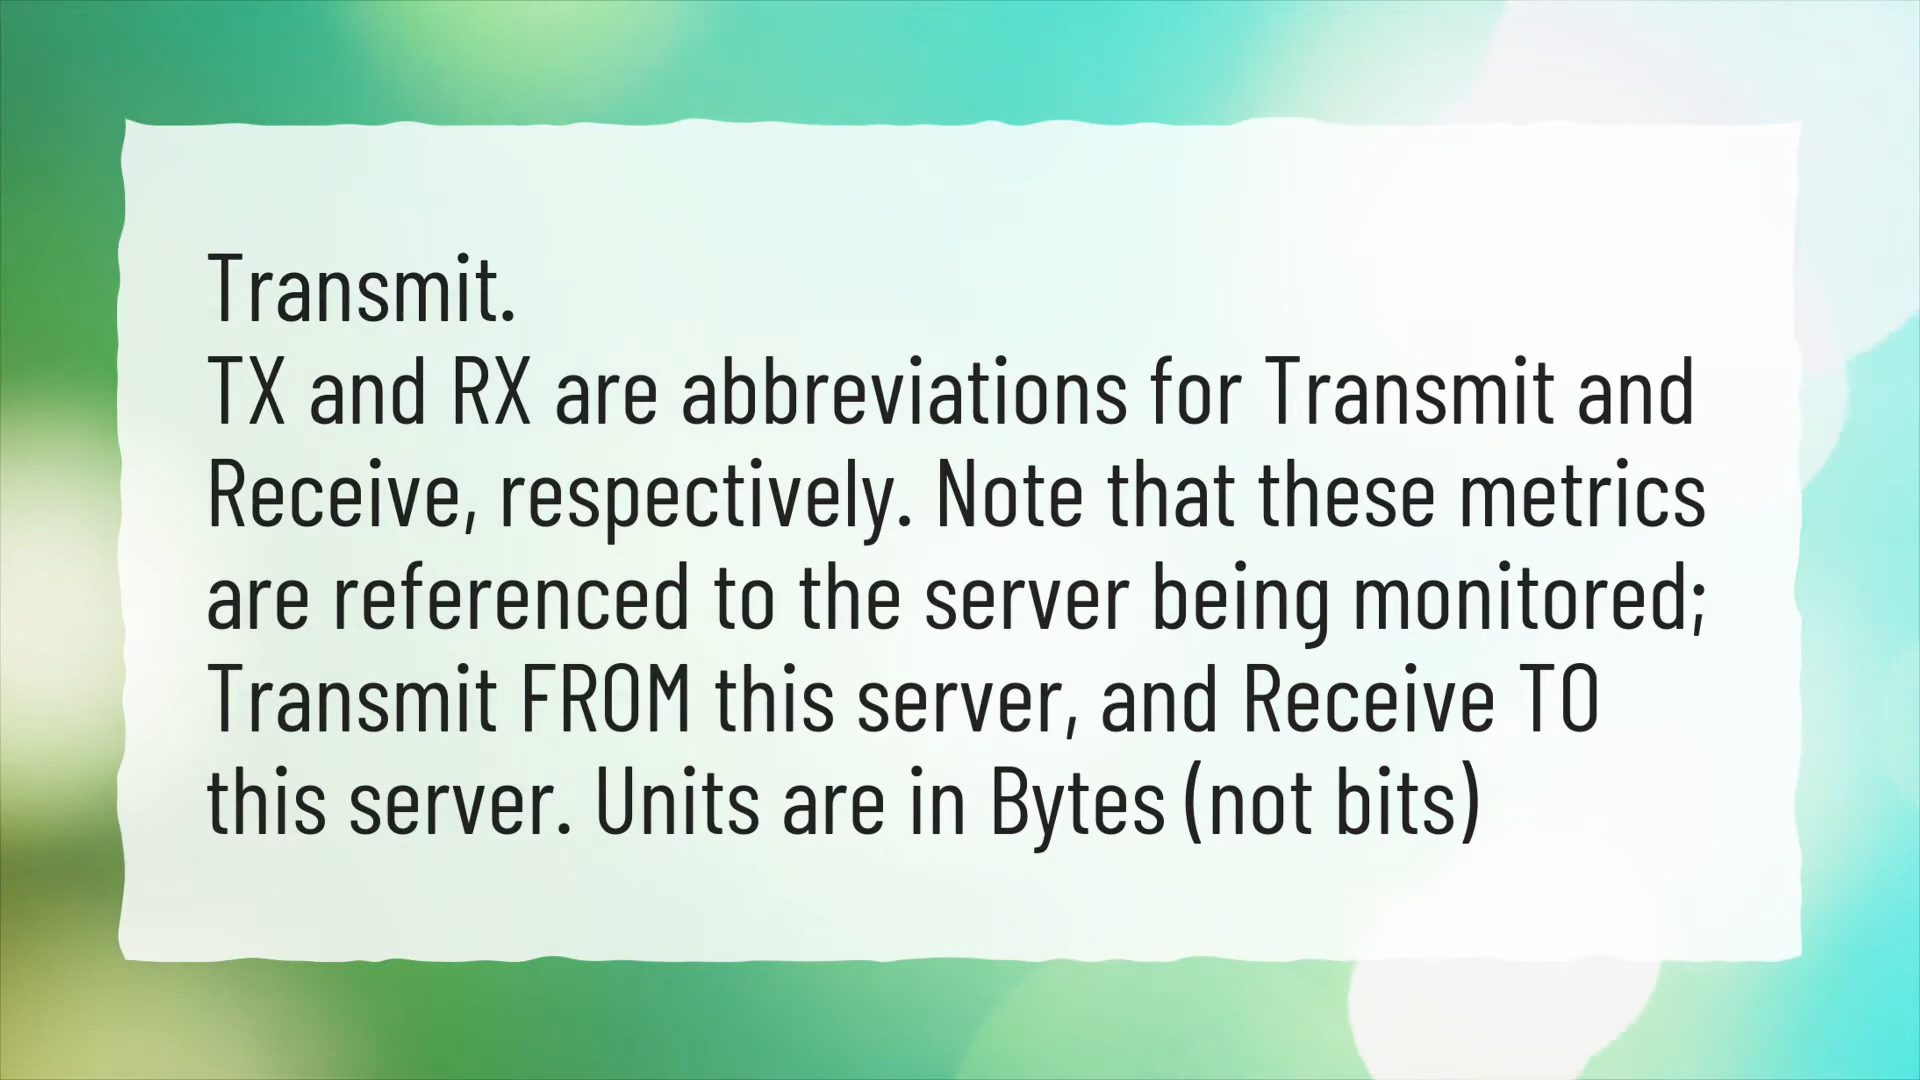 Transmit.
TX and RX are abbreviations for Transmit and
Receive, respectively. Note that these metrics
are referenced to the server being monitored;
Transmit FROM this server, and Receive TO
this server. Units are in Bytes (not bits)